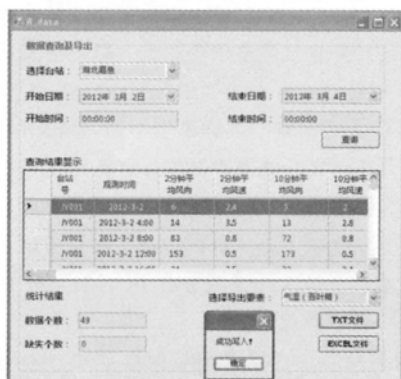 R_data
数据查询及导出
选择台站：
开始日期： 2012年 3月 2日 结束日期： 2012年 3月 4日
开始时间： 00:00:00 结束时间： 00:00:00
查询
查询结果显示
台站号 观测时间 2分钟平均风向 2分钟平均风速 10分钟平均风向 10分钟平均风速
JY001 2012-3-2 6 2.4 2
JY001 2012-3-2 4:00 14 3.5 13 2.8
JY001 2012-3-2 8:00 83 0.8 72 0.8
JY001 2012-3-2 12:00 153 0.5 173 0.5
统计结果 选择导出要素： 气温（百叶箱）
数据个数： 49 TXT文件
缺失个数： 0 EXCEL文件
成功写入！
确定